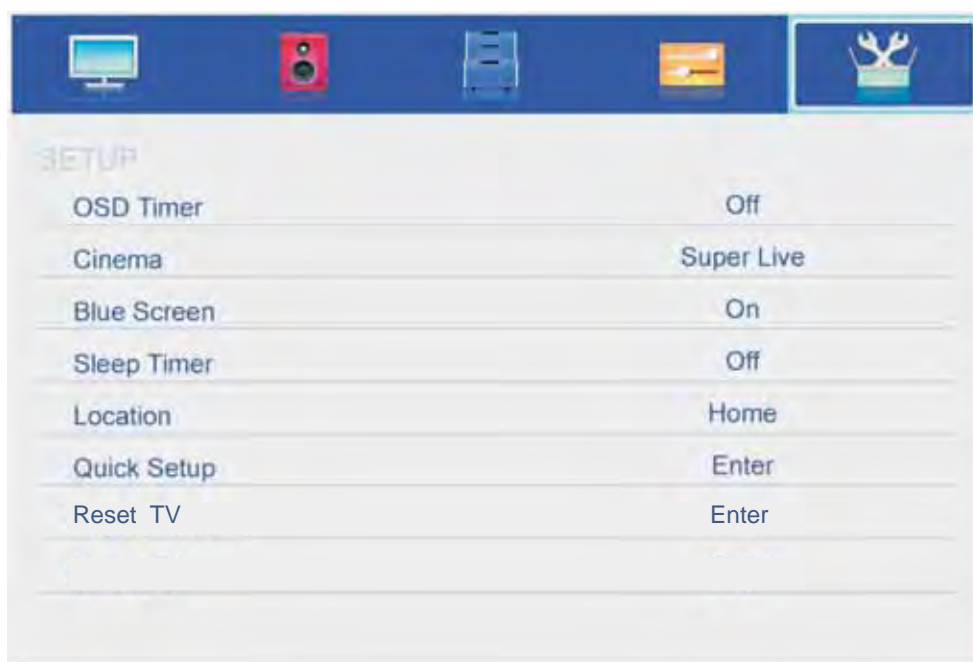 SETUP
OSD Timer Off
Cinema Super Live
Blue Screen On
Sleep Timer Off
Location Home
Quick Setup Enter
Reset TV Enter